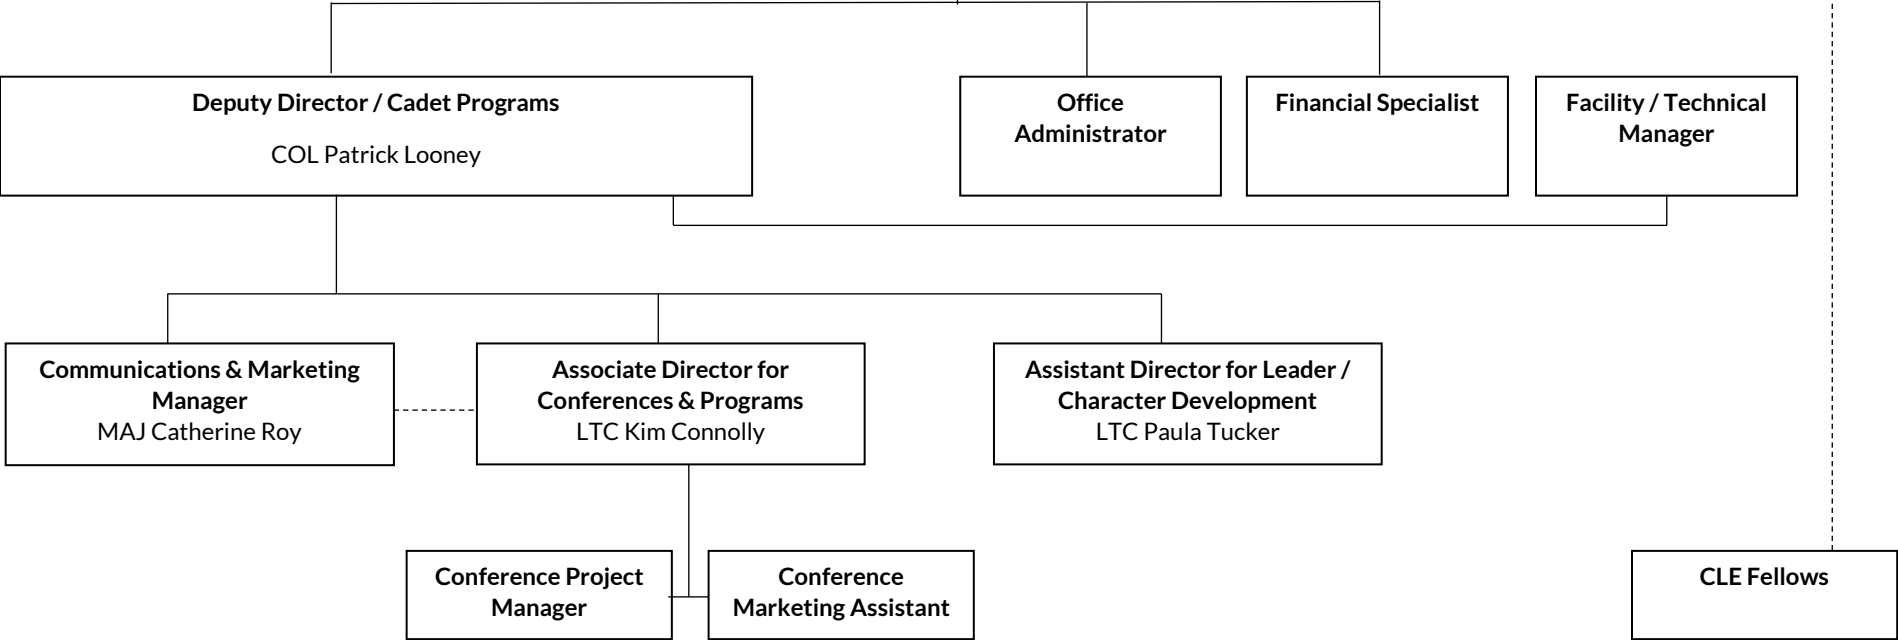 Deputy Director / Cadet Programs
COL Patrick Looney
Office
Administrator
Financial Specialist
Facility / Technical
Manager
Communications & Marketing
Manager
MAJ Catherine Roy
Associate Director for
Conferences & Programs
LTC Kim Connolly
Assistant Director for Leader /
Character Development
LTC Paula Tucker
Conference Project
Manager
Conference
Marketing Assistant
CLE Fellows